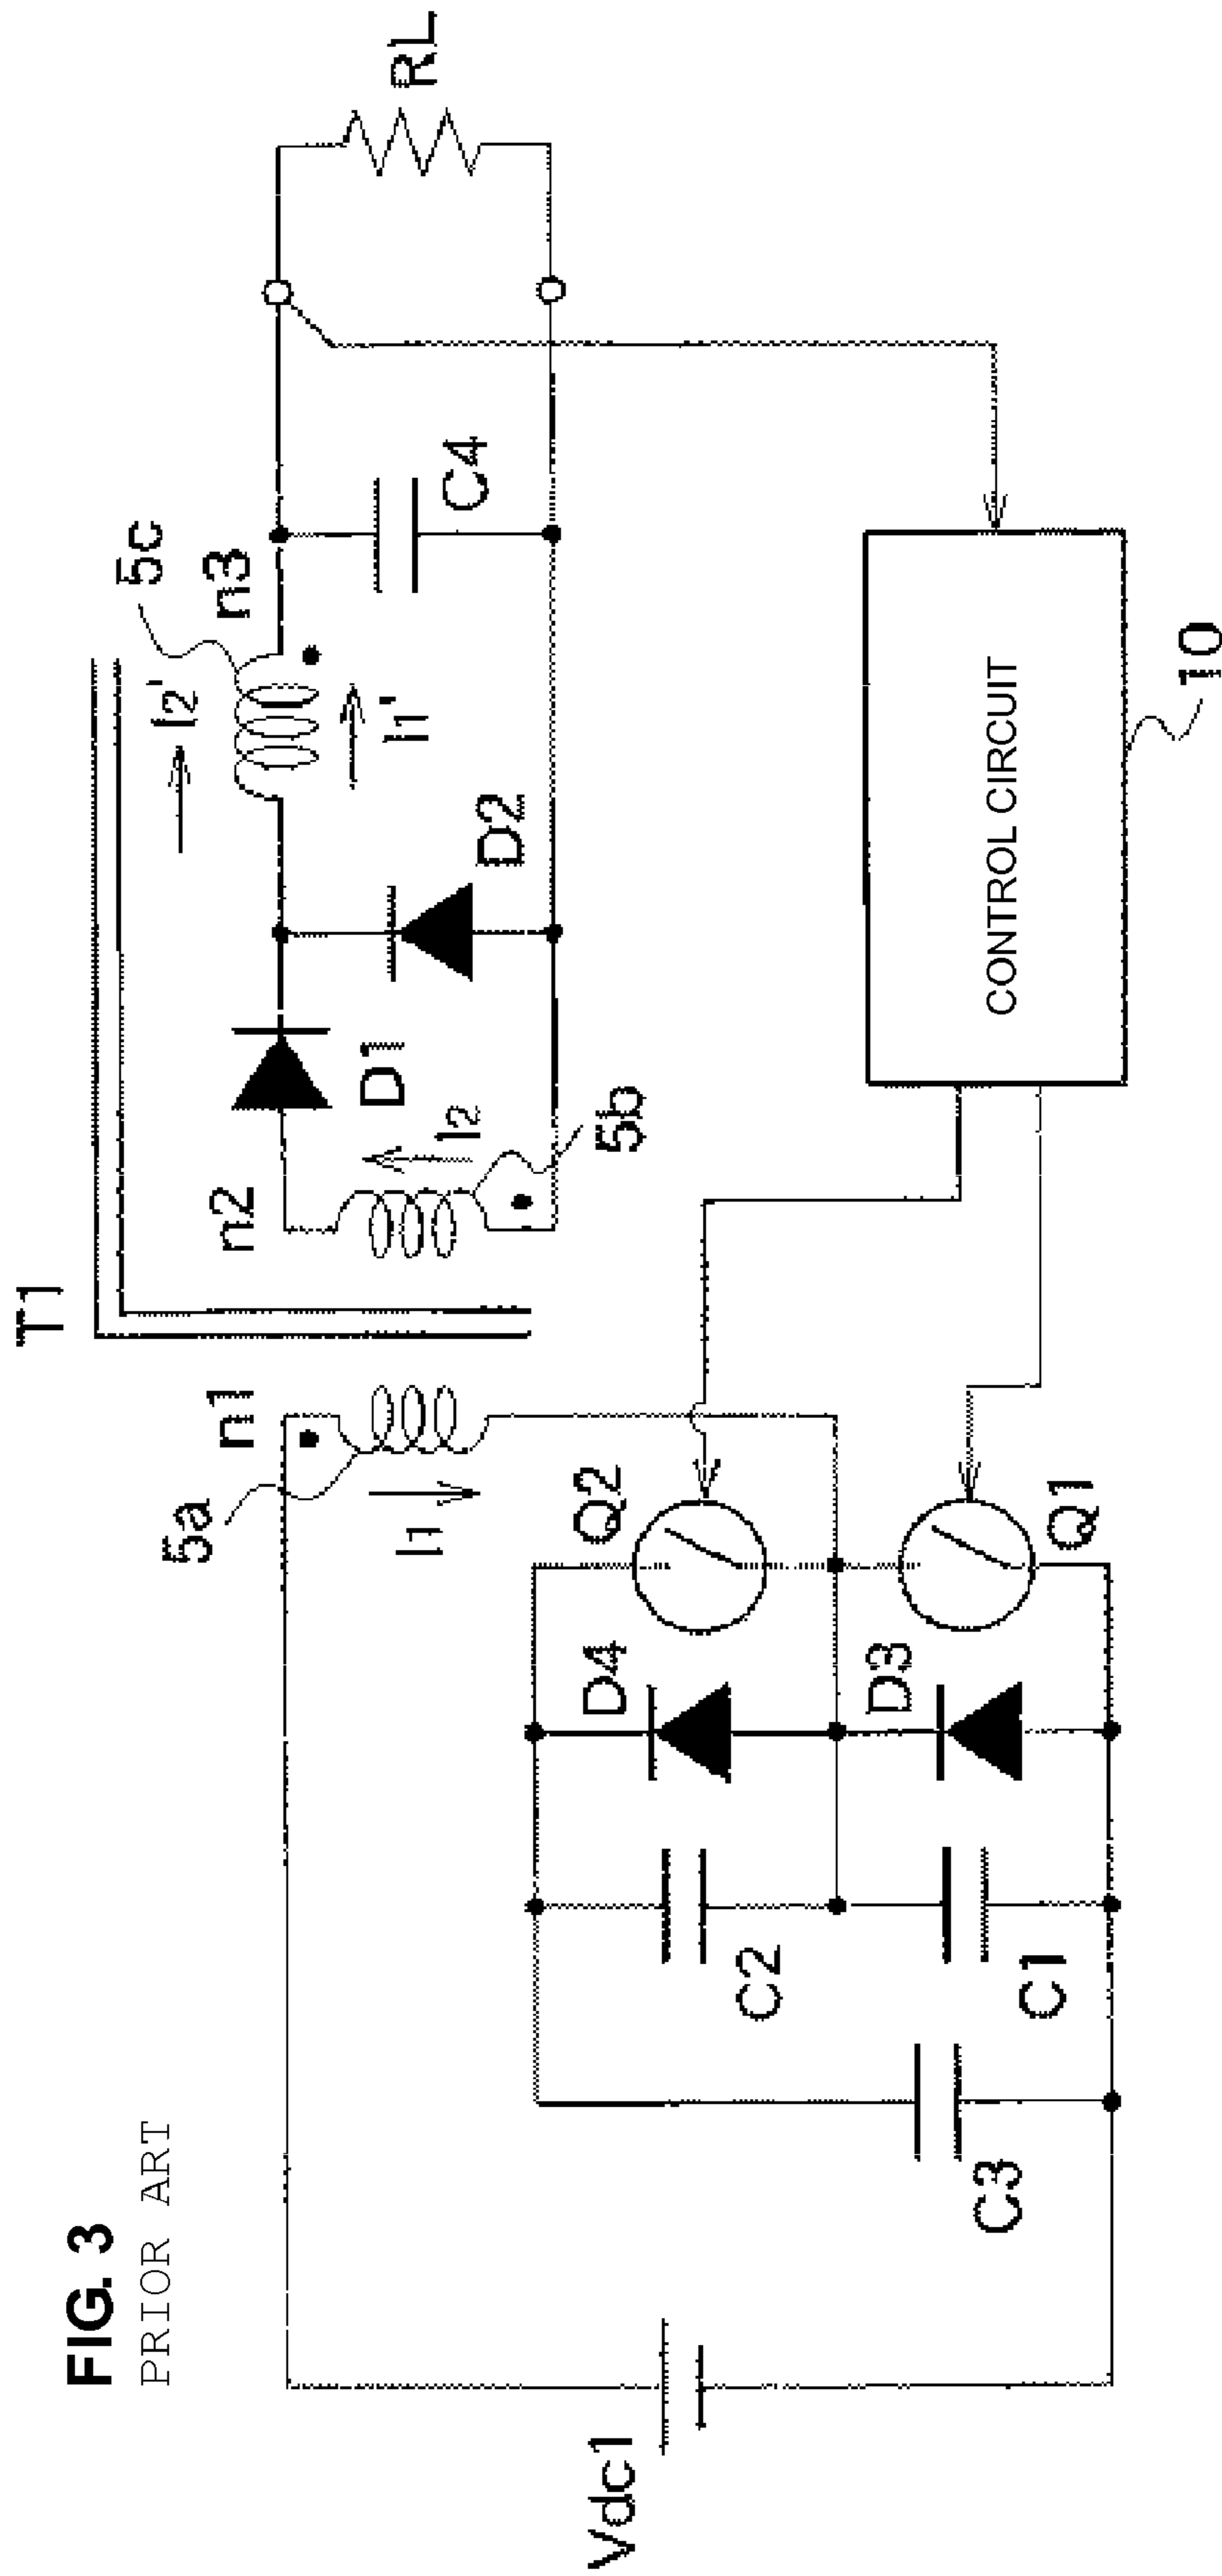 FIG. 3
PRIOR ART
T1
5c
n3
I2'
I1'
RL
C4
D2
D1
n2
I2
5b
n1
5a
I1
Q2
Q1
D4
D3
C2
C1
C3
Vdc1
CONTROL CIRCUIT
10